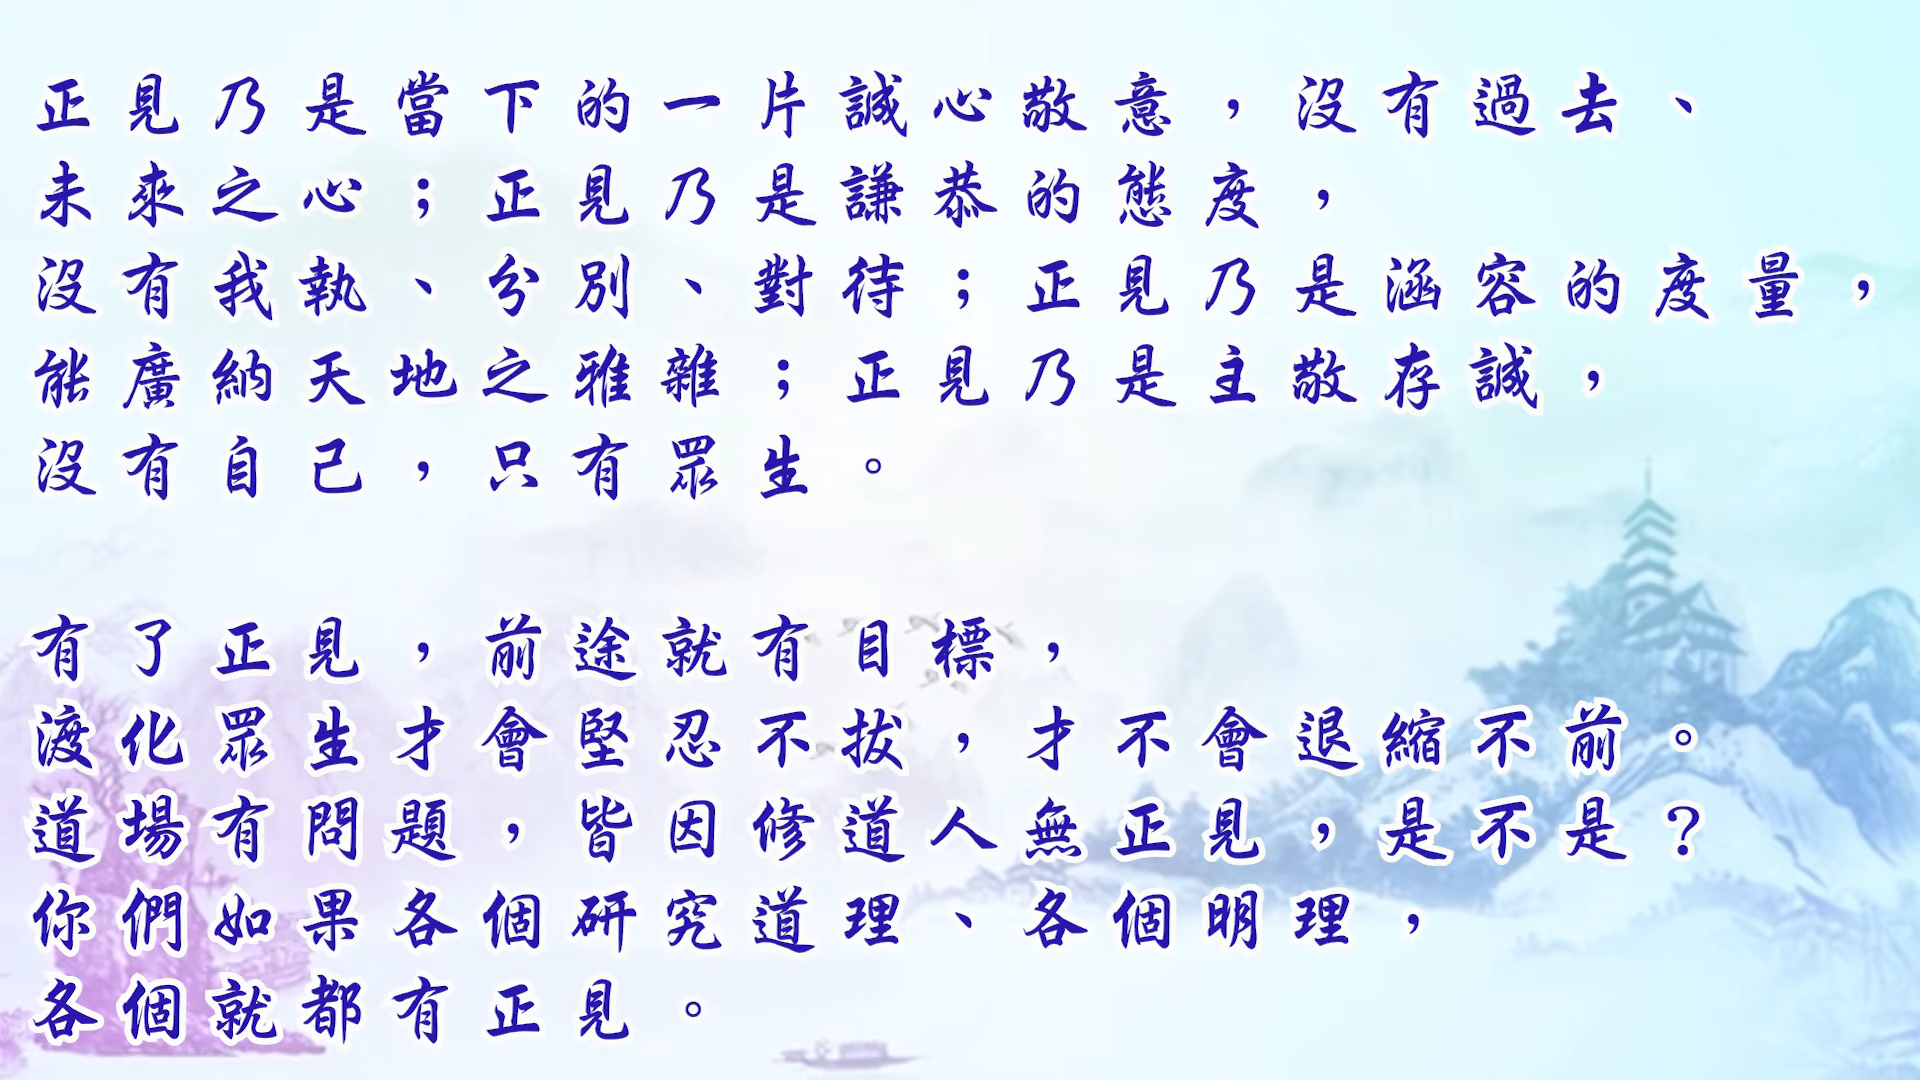 正見乃是當下的一片誠心敬意，沒有過去、
未來之心；正見乃是謙恭的態度，
沒有我執、分別、對待；正見乃是涵容的度量，
能廣納天地之雅雜；正見乃是主敬存誠，
沒有自己，只有眾生。
有了正見，前途就有目標，
渡化眾生才會堅忍不拔，才不會退縮不前。
道場有問題，皆因修道人無正見，是不是？
你們如果各個研究道理、各個明理，
各個就都有正見。